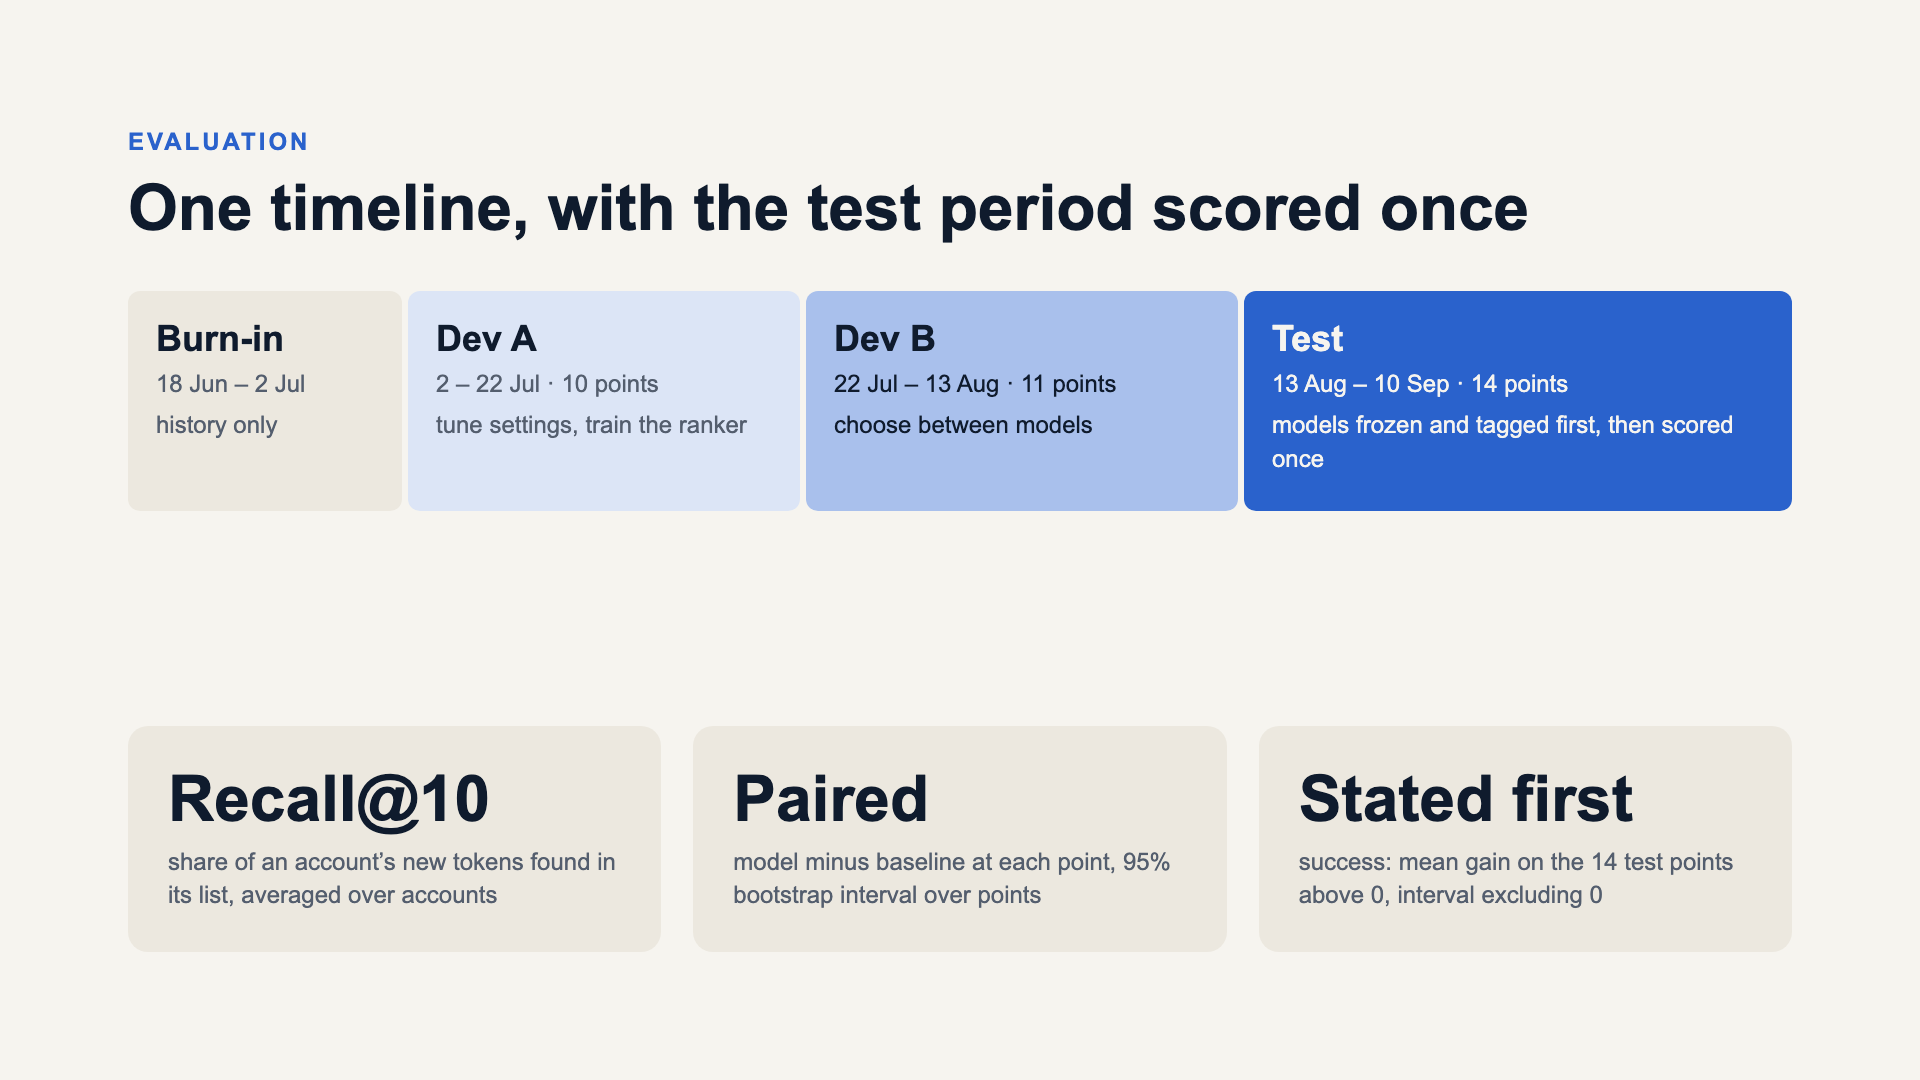 EVALUATION
One timeline, with the test period scored once
Burn-in
18 Jun – 2 Jul
history only
Dev A
2 – 22 Jul · 10 points
tune settings, train the ranker
Dev B
22 Jul – 13 Aug · 11 points
choose between models
Test
13 Aug – 10 Sep · 14 points
models frozen and tagged first, then scored
once
Recall@10
share of an account’s new tokens found in
its list, averaged over accounts
Paired
model minus baseline at each point, 95%
bootstrap interval over points
Stated first
success: mean gain on the 14 test points
above 0, interval excluding 0